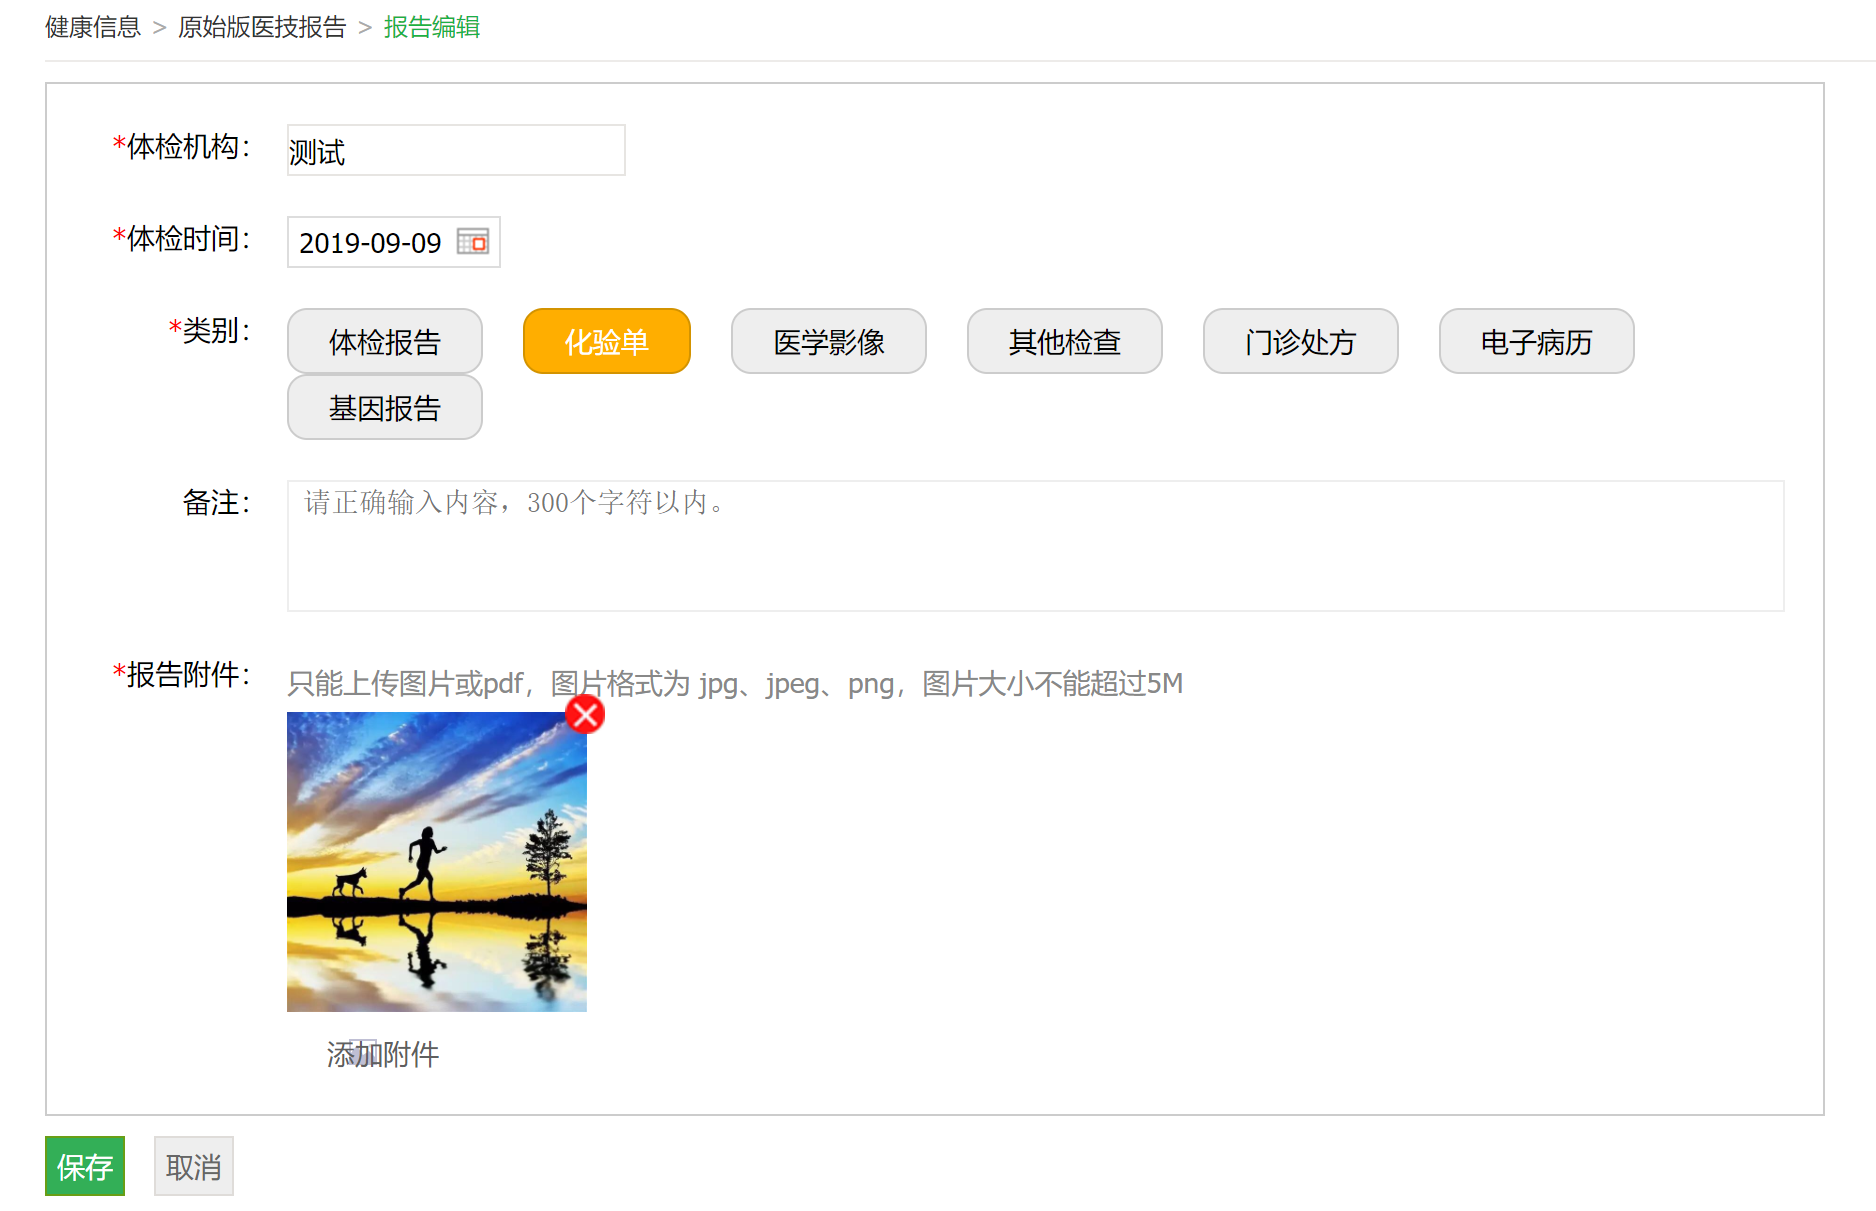 健康信息 > 原始版医技报告 > 报告编辑
*体检机构： 测试
*体检时间： 2019-09-09
*类别： 体检报告 化验单 医学影像 其他检查 门诊处方 电子病历
基因报告
备注： 请正确输入内容，300个字符以内。
*报告附件： 只能上传图片或pdf，图片格式为 jpg、jpeg、png，图片大小不能超过5M
添加附件
保存 取消